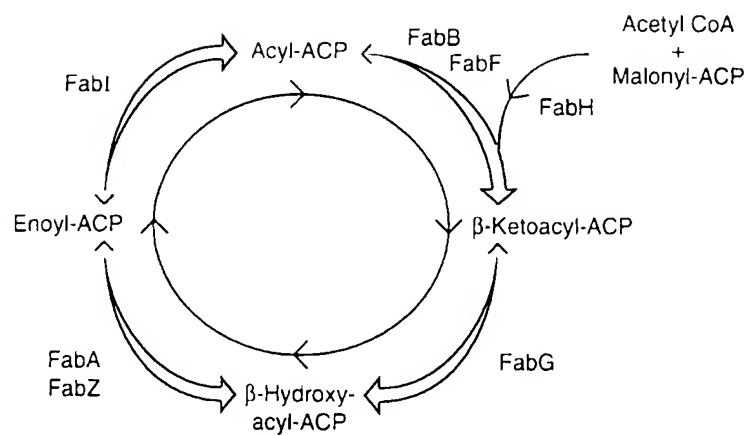 Acetyl CoA
+
Malonyl-ACP
FabB
FabF
Acyl-ACP
FabI
FabH
Enoyl-ACP
β-Ketoacyl-ACP
FabA
FabZ
FabG
β-Hydroxy-
acyl-ACP